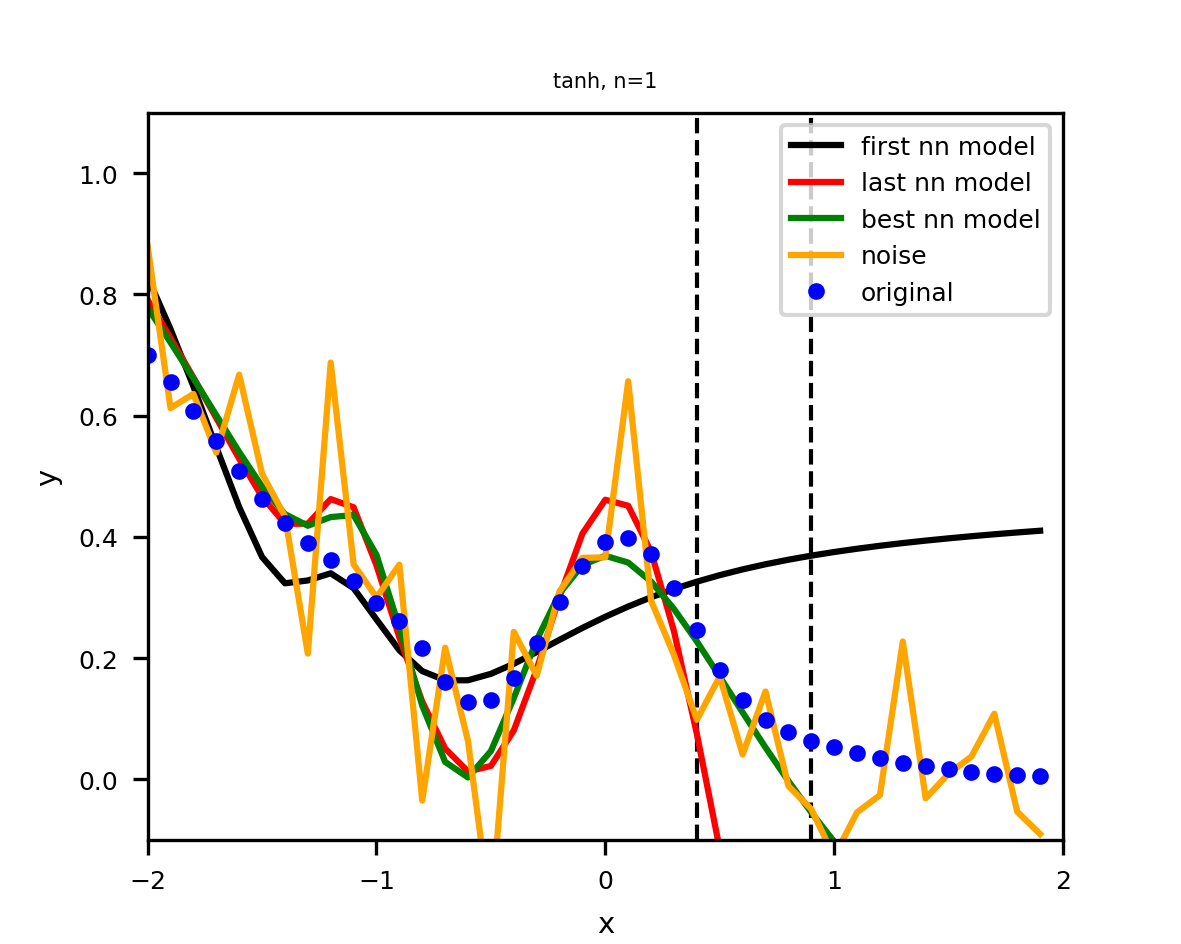 tanh, n=1
first nn model
last nn model
best nn model
noise
original
1.0
0.8
0.6
0.4
0.2
0.0
y
−2
−1
0
1
2
x